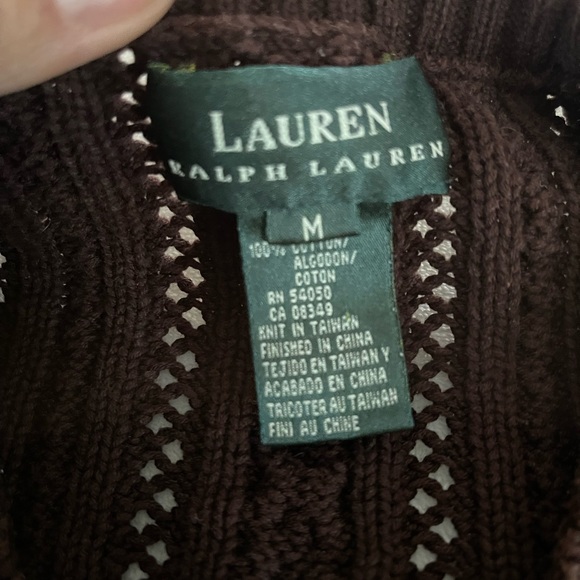 LAUREN
RALPH LAUREN
M
100% COTTON/
ALGODON/
COTON
RN 54050
CA 08349
KNIT IN TAIWAN
FINISHED IN CHINA
TEJIDO EN TAIWAN Y
ACABADO EN CHINA
TRICOTER AU TAIWAN
FINI AU CHINE